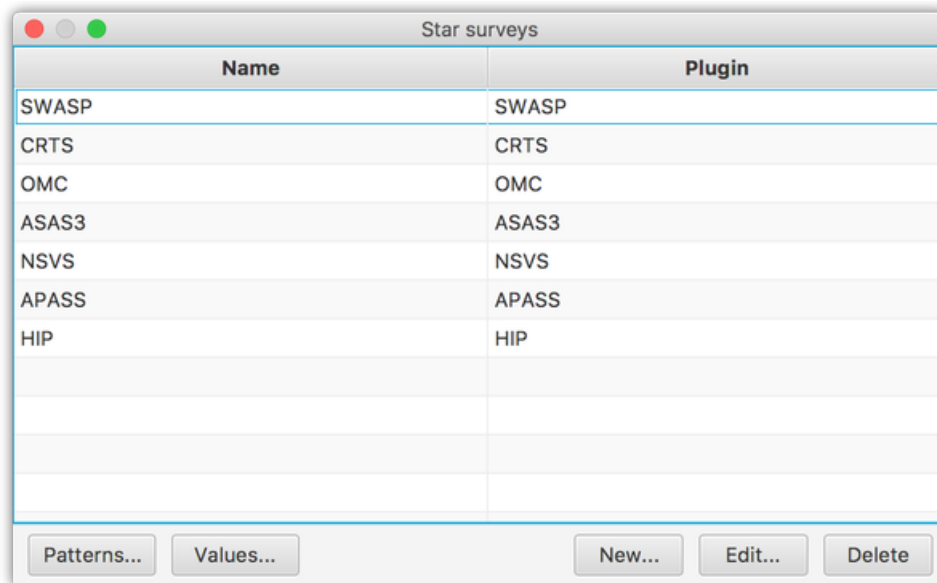 Star surveys
Name Plugin
SWASP SWASP
CRTS CRTS
OMC OMC
ASAS3 ASAS3
NSVS NSVS
APASS APASS
HIP HIP
Patterns... Values... New... Edit... Delete